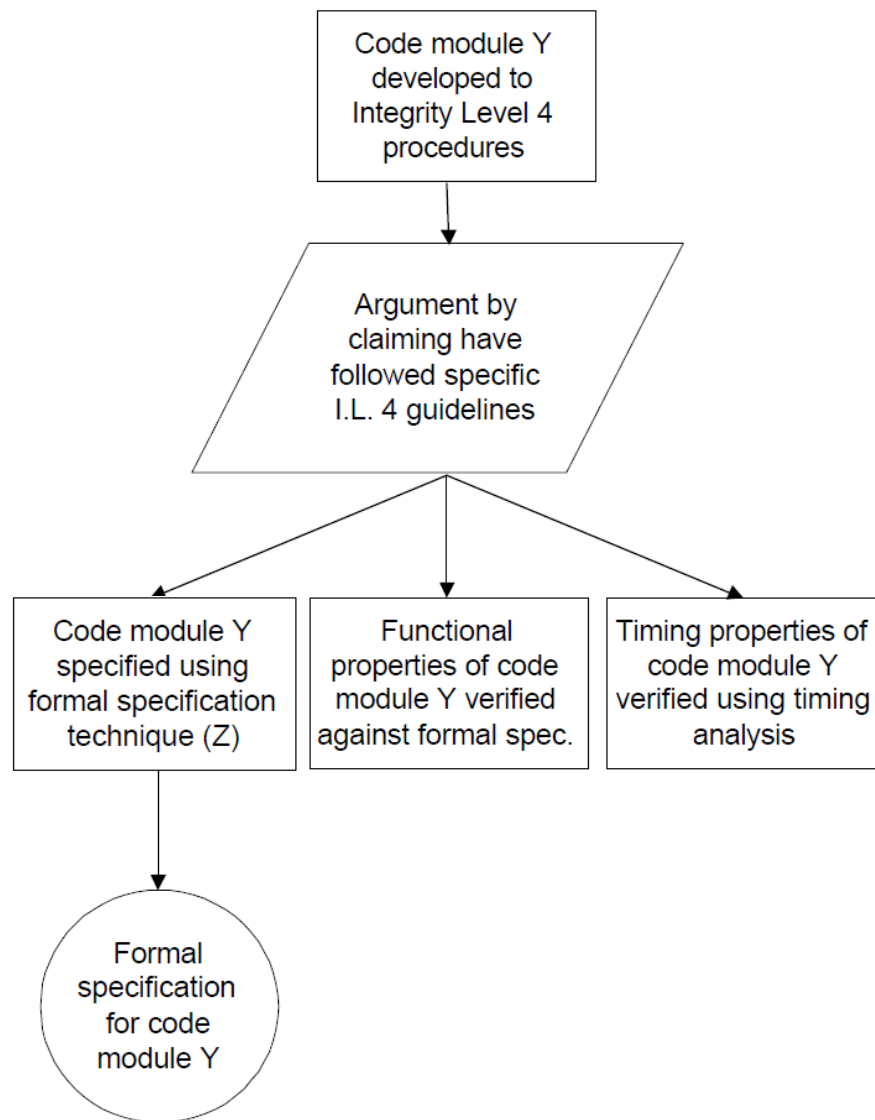 Code module Y
developed to
Integrity Level 4
procedures
Argument by
claiming have
followed specific
I.L. 4 guidelines
Code module Y
specified using
formal specification
technique (Z)
Functional
properties of code
module Y verified
against formal spec.
Timing properties of
code module Y
verified using timing
analysis
Formal
specification
for code
module Y